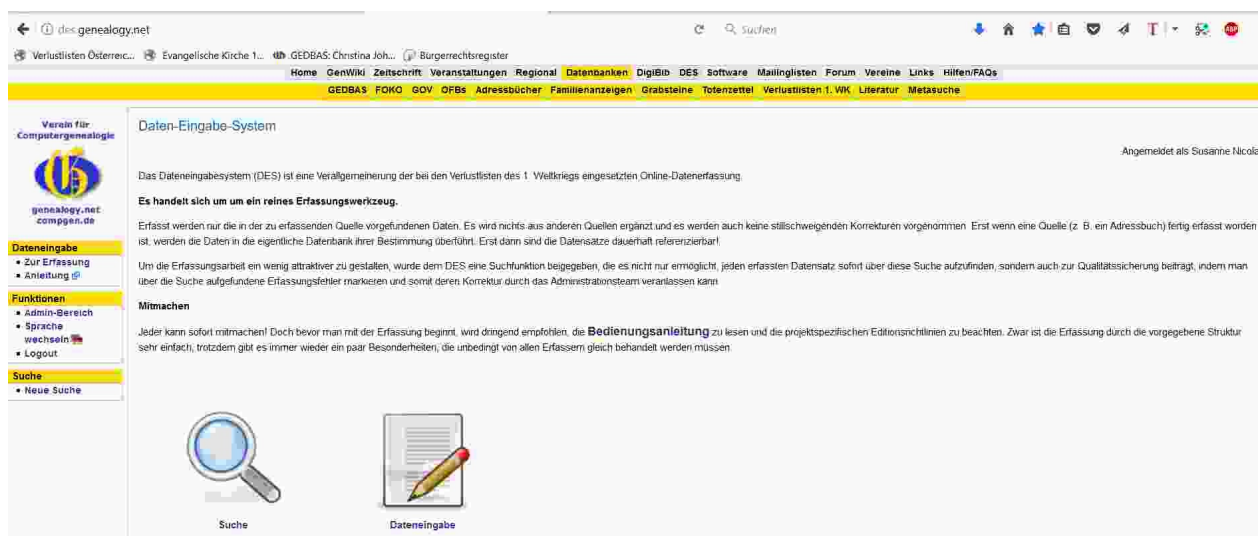 des.genealogy.net
Suchen
Verlustlisten Österreic... Evangelische Kirche 1... GEDBAS: Christina Jöh... Bürgerrechtsregister
Home GenWiki Zeitschrift Veranstaltungen Regional Datenbanken DigiBib DES Software Mailinglisten Forum Vereine Links Hilfen/FAQs
GEDBAS FOKO GOV OFBs Adressbücher Familienanzeigen Grabsteine Totenzettel Verlustlisten 1. WK Literatur Metasuche
Verein für
Computergenealogie
genealogy.net
compgen.de
Dateneingabe
Zur Erfassung
Anleitung
Funktionen
Admin-Bereich
Sprache
wechseln
Logout
Suche
Neue Suche
Daten-Eingabe-System
Angemeldet als Susanne Nicola
Das Dateneingabesystem (DES) ist eine Verallgemeinerung der bei den Verlustlisten des 1. Weltkriegs eingesetzten Online-Datenerfassung.
Es handelt sich um um ein reines Erfassungswerkzeug.
Erfasst werden nur die in der zu erfassenden Quelle vorgefundenen Daten. Es wird nichts aus anderen Quellen ergänzt und es werden auch keine stillschweigenden Korrekturen vorgenommen. Erst wenn eine Quelle (z. B. ein Adressbuch) fertig erfasst worden
ist, werden die Daten in die eigentliche Datenbank ihrer Bestimmung überführt. Erst dann sind die Datensätze dauerhaft referenzierbar!
Um die Erfassungsarbeit ein wenig attraktiver zu gestalten, wurde dem DES eine Suchfunktion beigegeben, die es nicht nur ermöglicht, jeden erfassten Datensatz sofort über diese Suche aufzufinden, sondern auch zur Qualitätssicherung beiträgt, indem man
über die Suche aufgefundene Erfassungsfehler markieren und somit deren Korrektur durch das Administrationsteam veranlassen kann.
Mitmachen
Jeder kann sofort mitmachen! Doch bevor man mit der Erfassung beginnt, wird dringend empfohlen, die Bedienungsanleitung zu lesen und die projektspezifischen Editionsrichtlinien zu beachten. Zwar ist die Erfassung durch die vorgegebene Struktur
sehr einfach, trotzdem gibt es immer wieder ein paar Besonderheiten, die unbedingt von allen Erfassern gleich behandelt werden müssen.
Suche
Dateneingabe